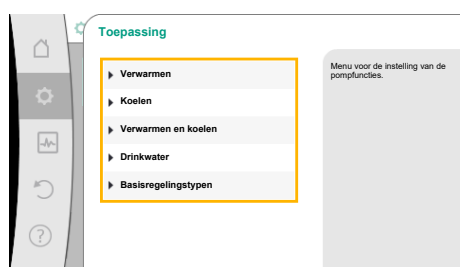 Toepassing
Verwarmen
Koelen
Verwarmen en koelen
Drinkwater
Basisregelingstypen
Menu voor de instelling van de
pompfuncties.
?